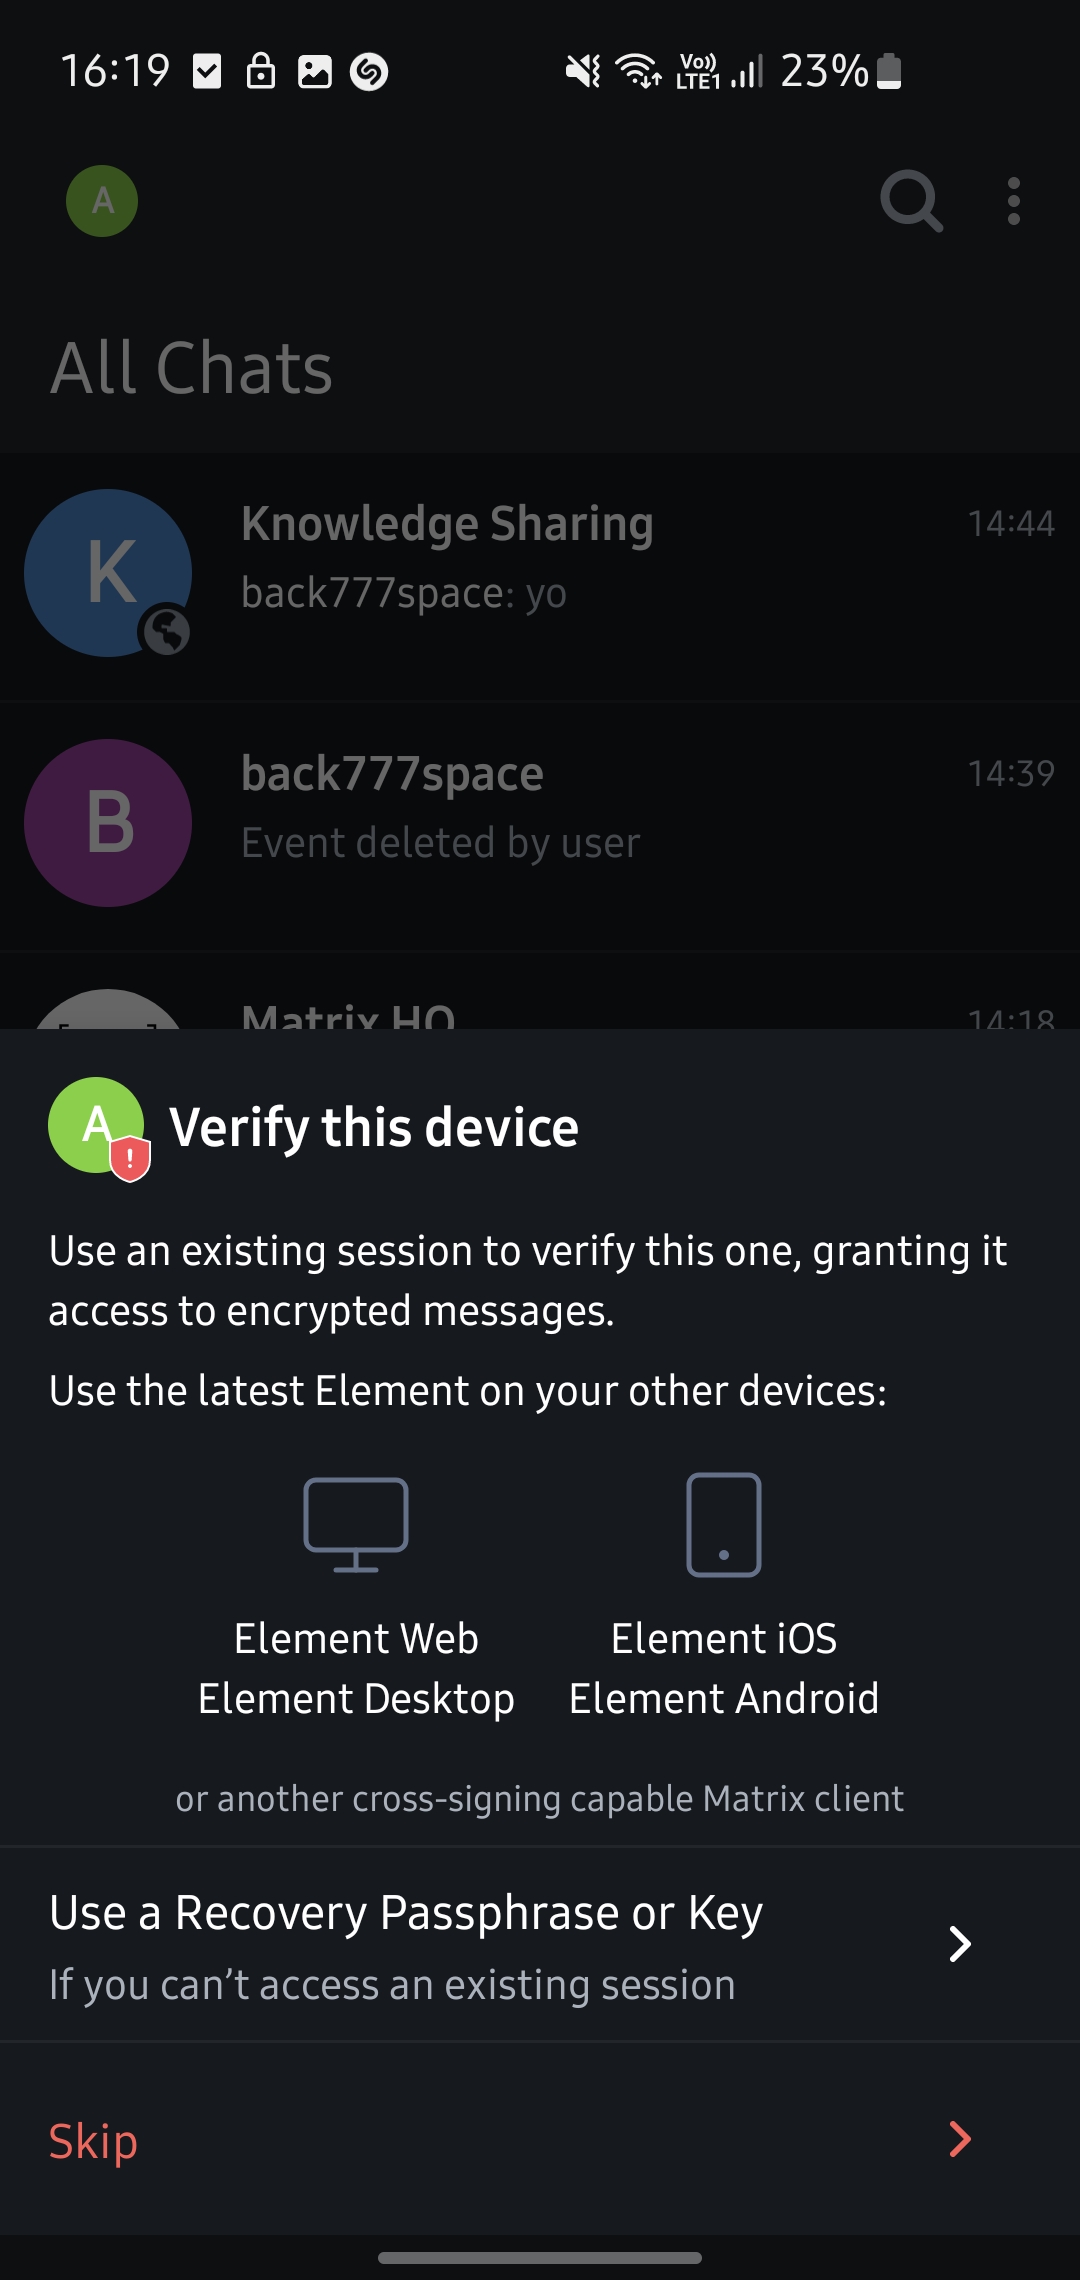 16:19
Vo)) LTE1 23%
A
All Chats
K
Knowledge Sharing 14:44
back777space: yo
B
back777space 14:39
Event deleted by user
Matrix HQ 14:18
A
Verify this device
Use an existing session to verify this one, granting it
access to encrypted messages.
Use the latest Element on your other devices:
Element Web
Element Desktop
Element iOS
Element Android
or another cross-signing capable Matrix client
Use a Recovery Passphrase or Key
If you can’t access an existing session
Skip